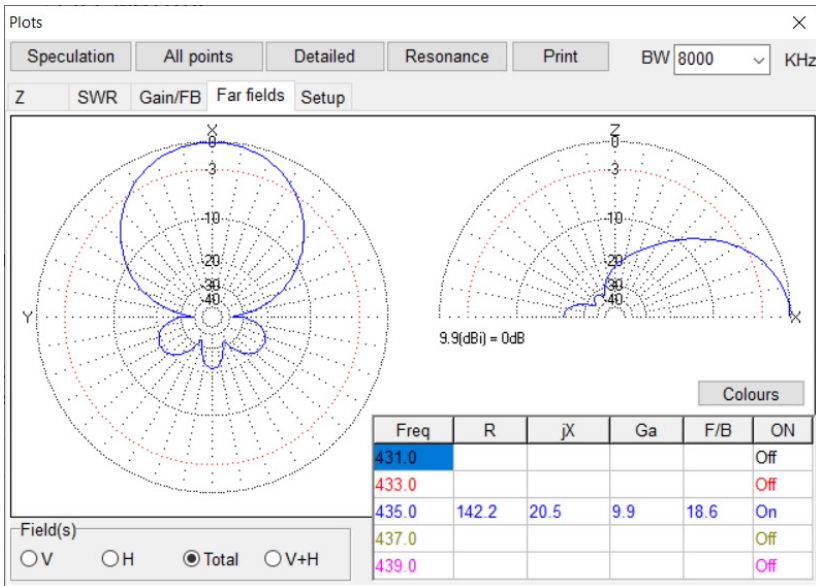 Plots
Speculation All points Detailed Resonance Print BW 8000 KHz
Z SWR Gain/FB Far fields Setup
X
0
-3
-10
-20
-30
-40
Y
Z
0
-3
-10
-20
-30
-40
X
9.9(dBi) = 0dB
Colours
Freq R jX Ga F/B ON
431.0 Off
433.0 Off
435.0 142.2 20.5 9.9 18.6 On
437.0 Off
439.0 Off
Field(s)
V H Total V+H